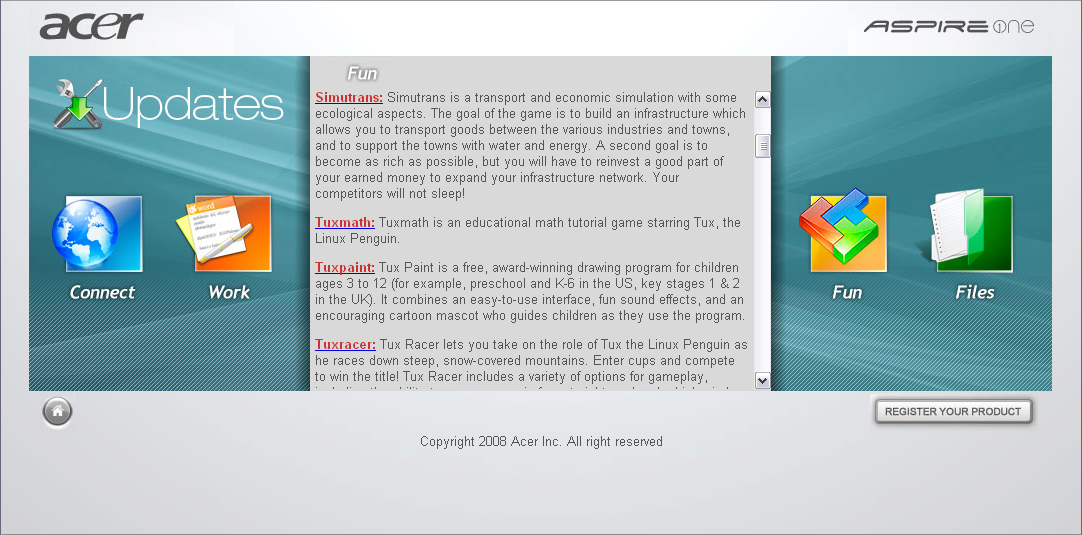 acer
ASPIRE one
Updates
Connect
Work
word
Fun
Simutrans: Simutrans is a transport and economic simulation with some
ecological aspects. The goal of the game is to build an infrastructure which
allows you to transport goods between the various industries and towns,
and to support the towns with water and energy. A second goal is to
become as rich as possible, but you will have to reinvest a good part of
your earned money to expand your infrastructure network. Your
competitors will not sleep!
Tuxmath: Tuxmath is an educational math tutorial game starring Tux, the
Linux Penguin.
Tuxpaint: Tux Paint is a free, award-winning drawing program for children
ages 3 to 12 (for example, preschool and K-6 in the US, key stages 1 & 2
in the UK). It combines an easy-to-use interface, fun sound effects, and an
encouraging cartoon mascot who guides children as they use the program.
Tuxracer: Tux Racer lets you take on the role of Tux the Linux Penguin as
he races down steep, snow-covered mountains. Enter cups and compete
to win the title! Tux Racer includes a variety of options for gameplay,
Fun
Files
REGISTER YOUR PRODUCT
Copyright 2008 Acer Inc. All right reserved